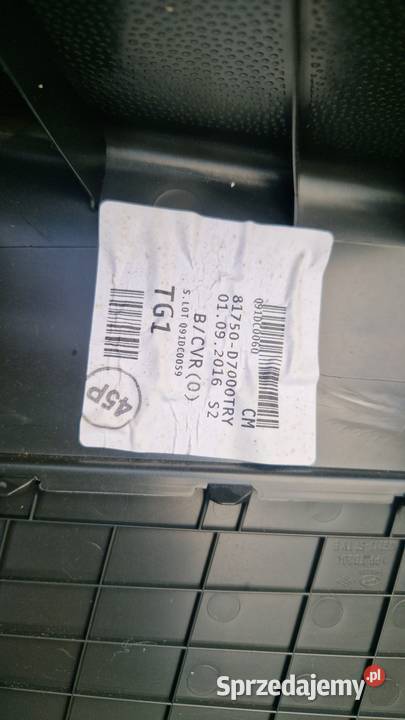 CM
091DC0060
81750-D7000TRY
01.09.2016 S2
B/CVR(O)
S.LOT 091DC0059
TG1
45P
Sprzedajemy.pl